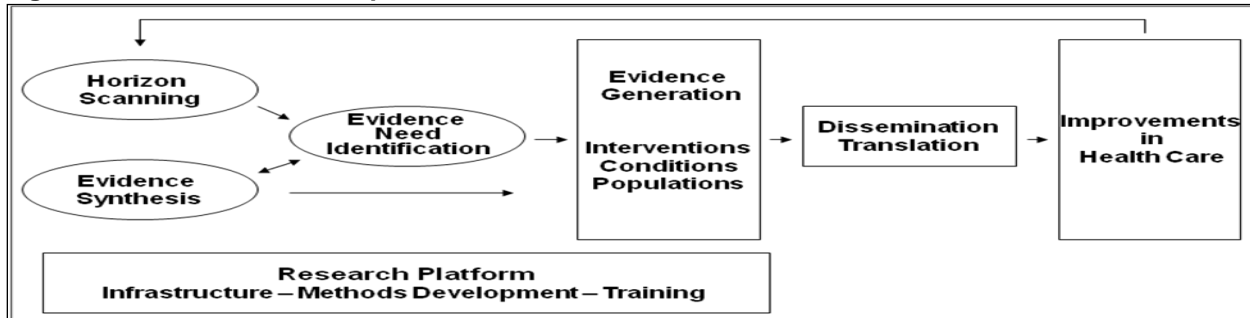 Horizon
Scanning
Evidence
Need
Identification
Evidence
Synthesis
Evidence
Generation
Interventions
Conditions
Populations
Dissemination
Translation
Improvements
in
Health Care
Research Platform
Infrastructure – Methods Development – Training